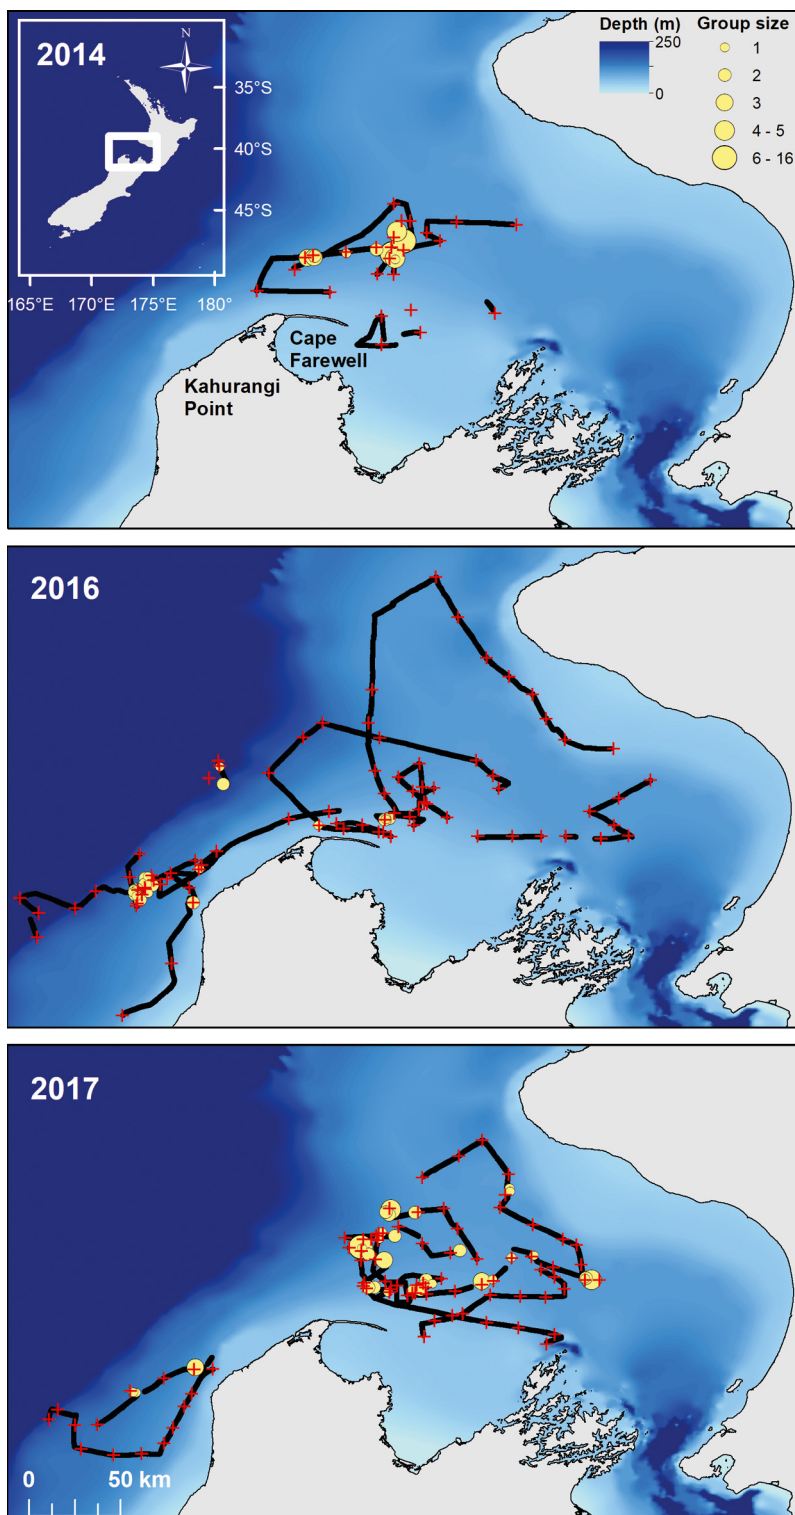 2014
N
35°S
40°S
45°S
165°E
170°E
175°E
180°
Depth (m)
250
0
Group size
1
2
3
4 - 5
6 - 16
Cape
Farewell
Kahurangi
Point
2016
2017
0
50 km